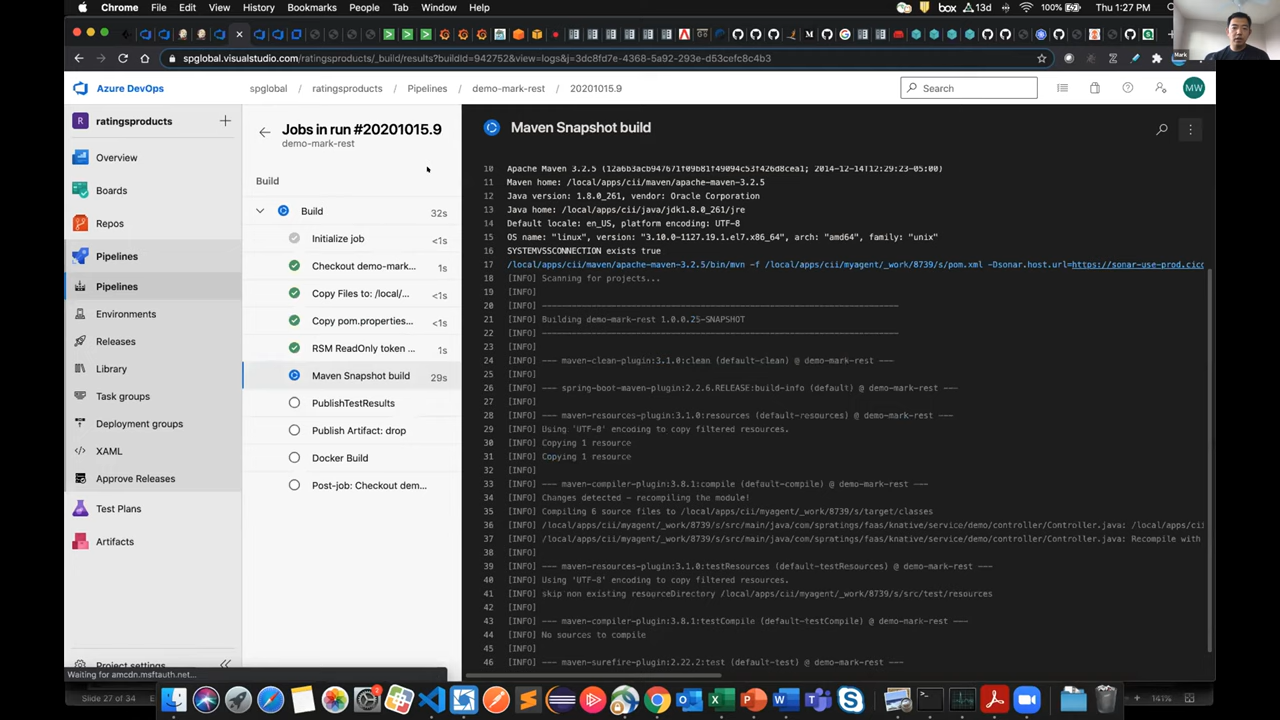 Chrome File Edit View History Bookmarks People Tab Window Help
box 13d 100% Thu 1:27 PM
Mark
spglobal.visualstudio.com/ratingsproducts/_build/results?buildId=942752&view=logs&j=3dc8fd7e-4368-5a92-293e-d53cefc8c4b3
Azure DevOps
spglobal / ratingsproducts / Pipelines / demo-mark-rest / 20201015.9
Search
MW
R ratingsproducts
Overview
Boards
Repos
Pipelines
Pipelines
Environments
Releases
Library
Task groups
Deployment groups
XAML
Approve Releases
Test Plans
Artifacts
Project settings
Waiting for amcdn.msftauth.net...
Jobs in run #20201015.9
demo-mark-rest
Build
Build 32s
Initialize job <1s
Checkout demo-mark... 1s
Copy Files to: /local/... <1s
Copy pom.properties... <1s
RSM ReadOnly token ... 1s
Maven Snapshot build 29s
PublishTestResults
Publish Artifact: drop
Docker Build
Post-job: Checkout dem...
Maven Snapshot build
10 Apache Maven 3.2.5 (12a6b3acb947671f09b81f49094c53f426d8cea1; 2014-12-14T12:29:23-05:00)
11 Maven home: /local/apps/cii/maven/apache-maven-3.2.5
12 Java version: 1.8.0_261, vendor: Oracle Corporation
13 Java home: /local/apps/cii/java/jdk1.8.0_261/jre
14 Default locale: en_US, platform encoding: UTF-8
15 OS name: "linux", version: "3.10.0-1127.19.1.el7.x86_64", arch: "amd64", family: "unix"
16 SYSTEMVSSCONNECTION exists true
17 /local/apps/cii/maven/apache-maven-3.2.5/bin/mvn -f /local/apps/cii/myagent/_work/8739/s/pom.xml -Dsonar.host.url=https://sonar-use-prod.cicd
18 [INFO] Scanning for projects...
19 [INFO]
20 [INFO] ------------------------------------------------------------------------
21 [INFO] Building demo-mark-rest 1.0.0.25-SNAPSHOT
22 [INFO] ------------------------------------------------------------------------
23 [INFO]
24 [INFO] --- maven-clean-plugin:3.1.0:clean (default-clean) @ demo-mark-rest ---
25 [INFO]
26 [INFO] --- spring-boot-maven-plugin:2.2.6.RELEASE:build-info (default) @ demo-mark-rest ---
27 [INFO]
28 [INFO] --- maven-resources-plugin:3.1.0:resources (default-resources) @ demo-mark-rest ---
29 [INFO] Using 'UTF-8' encoding to copy filtered resources.
30 [INFO] Copying 1 resource
31 [INFO] Copying 1 resource
32 [INFO]
33 [INFO] --- maven-compiler-plugin:3.8.1:compile (default-compile) @ demo-mark-rest ---
34 [INFO] Changes detected - recompiling the module!
35 [INFO] Compiling 6 source files to /local/apps/cii/myagent/_work/8739/s/target/classes
36 [INFO] /local/apps/cii/myagent/_work/8739/s/src/main/java/com/spratings/faas/knative/service/demo/controller/Controller.java: /local/apps/cii
37 [INFO] /local/apps/cii/myagent/_work/8739/s/src/main/java/com/spratings/faas/knative/service/demo/controller/Controller.java: Recompile with
38 [INFO]
39 [INFO] --- maven-resources-plugin:3.1.0:testResources (default-testResources) @ demo-mark-rest ---
40 [INFO] Using 'UTF-8' encoding to copy filtered resources.
41 [INFO] skip non existing resourceDirectory /local/apps/cii/myagent/_work/8739/s/src/test/resources
42 [INFO]
43 [INFO] --- maven-compiler-plugin:3.8.1:testCompile (default-testCompile) @ demo-mark-rest ---
44 [INFO] No sources to compile
45 [INFO]
46 [INFO] --- maven-surefire-plugin:2.22.2:test (default-test) @ demo-mark-rest ---
Slide 27 of 34
141%